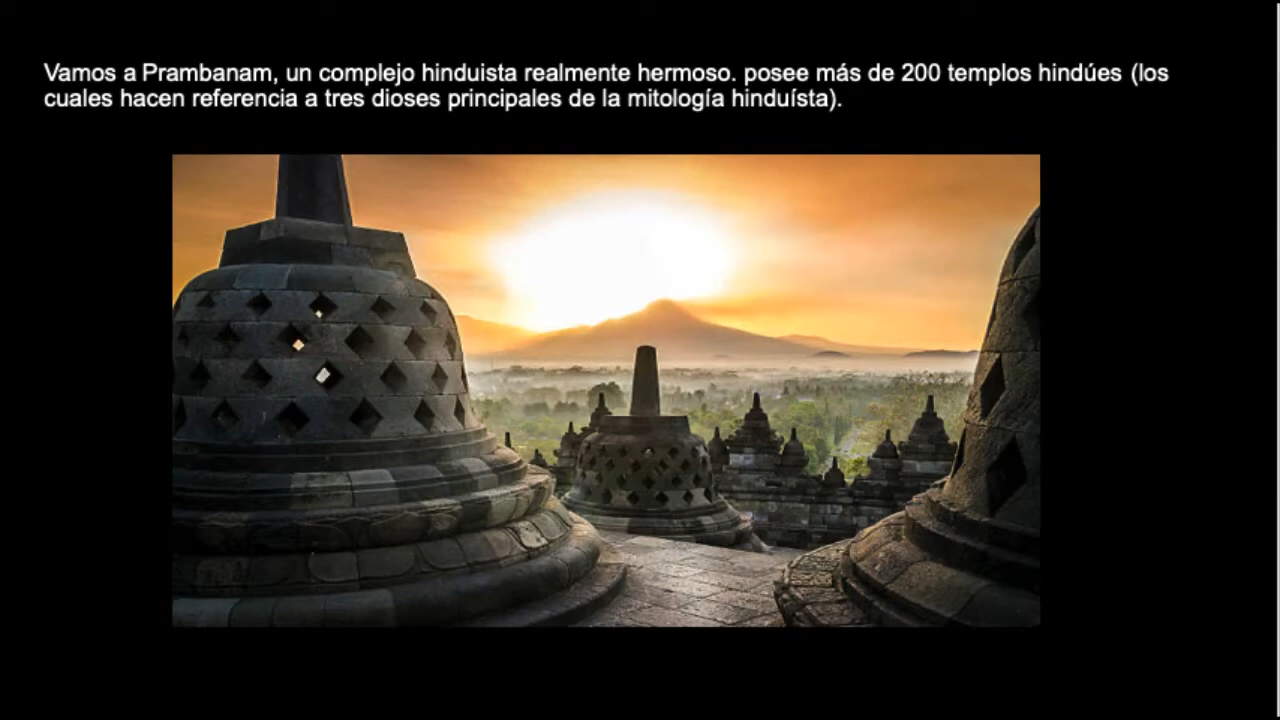 Vamos a Prambanam, un complejo hinduista realmente hermoso. posee más de 200 templos hindúes (los
cuales hacen referencia a tres dioses principales de la mitología hinduísta).